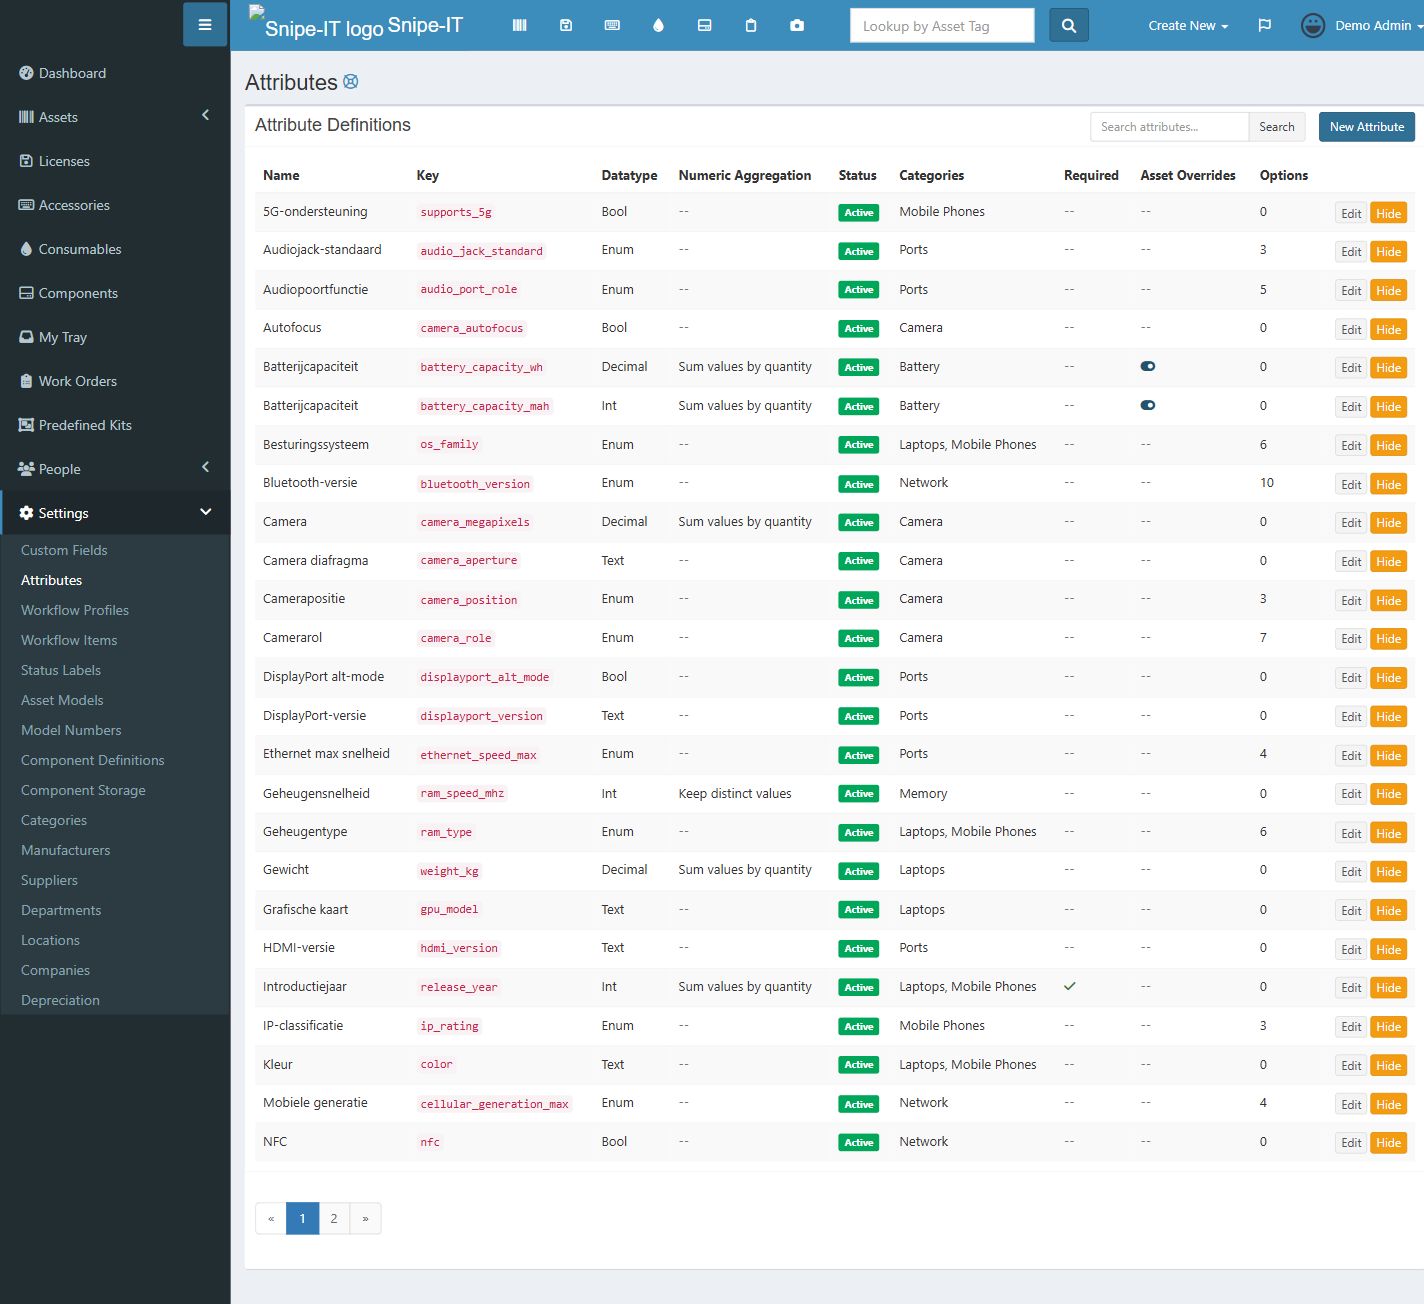 Snipe-IT logo Snipe-IT
Lookup by Asset Tag
Create New
Demo Admin
Dashboard
Assets
Licenses
Accessories
Consumables
Components
My Tray
Work Orders
Predefined Kits
People
Settings
Custom Fields
Attributes
Workflow Profiles
Workflow Items
Status Labels
Asset Models
Model Numbers
Component Definitions
Component Storage
Categories
Manufacturers
Suppliers
Departments
Locations
Companies
Depreciation
Attributes
Attribute Definitions
Search attributes... Search New Attribute
Name Key Datatype Numeric Aggregation Status Categories Required Asset Overrides Options
5G-ondersteuning supports_5g Bool -- Active Mobile Phones -- -- 0 Edit Hide
Audiojack-standaard audio_jack_standard Enum -- Active Ports -- -- 3 Edit Hide
Audiopoortfunctie audio_port_role Enum -- Active Ports -- -- 5 Edit Hide
Autofocus camera_autofocus Bool -- Active Camera -- -- 0 Edit Hide
Batterijcapaciteit battery_capacity_wh Decimal Sum values by quantity Active Battery -- 0 Edit Hide
Batterijcapaciteit battery_capacity_mah Int Sum values by quantity Active Battery -- 0 Edit Hide
Besturingssysteem os_family Enum -- Active Laptops, Mobile Phones -- -- 6 Edit Hide
Bluetooth-versie bluetooth_version Enum -- Active Network -- -- 10 Edit Hide
Camera camera_megapixels Decimal Sum values by quantity Active Camera -- -- 0 Edit Hide
Camera diafragma camera_aperture Text -- Active Camera -- -- 0 Edit Hide
Camerapositie camera_position Enum -- Active Camera -- -- 3 Edit Hide
Camerarol camera_role Enum -- Active Camera -- -- 7 Edit Hide
DisplayPort alt-mode displayport_alt_mode Bool -- Active Ports -- -- 0 Edit Hide
DisplayPort-versie displayport_version Text -- Active Ports -- -- 0 Edit Hide
Ethernet max snelheid ethernet_speed_max Enum -- Active Ports -- -- 4 Edit Hide
Geheugensnelheid ram_speed_mhz Int Keep distinct values Active Memory -- -- 0 Edit Hide
Geheugentype ram_type Enum -- Active Laptops, Mobile Phones -- -- 6 Edit Hide
Gewicht weight_kg Decimal Sum values by quantity Active Laptops -- -- 0 Edit Hide
Grafische kaart gpu_model Text -- Active Laptops -- -- 0 Edit Hide
HDMI-versie hdmi_version Text -- Active Ports -- -- 0 Edit Hide
Introductiejaar release_year Int Sum values by quantity Active Laptops, Mobile Phones ✓ -- 0 Edit Hide
IP-classificatie ip_rating Enum -- Active Mobile Phones -- -- 3 Edit Hide
Kleur color Text -- Active Laptops, Mobile Phones -- -- 0 Edit Hide
Mobiele generatie cellular_generation_max Enum -- Active Network -- -- 4 Edit Hide
NFC nfc Bool -- Active Network -- -- 0 Edit Hide
« 1 2 »